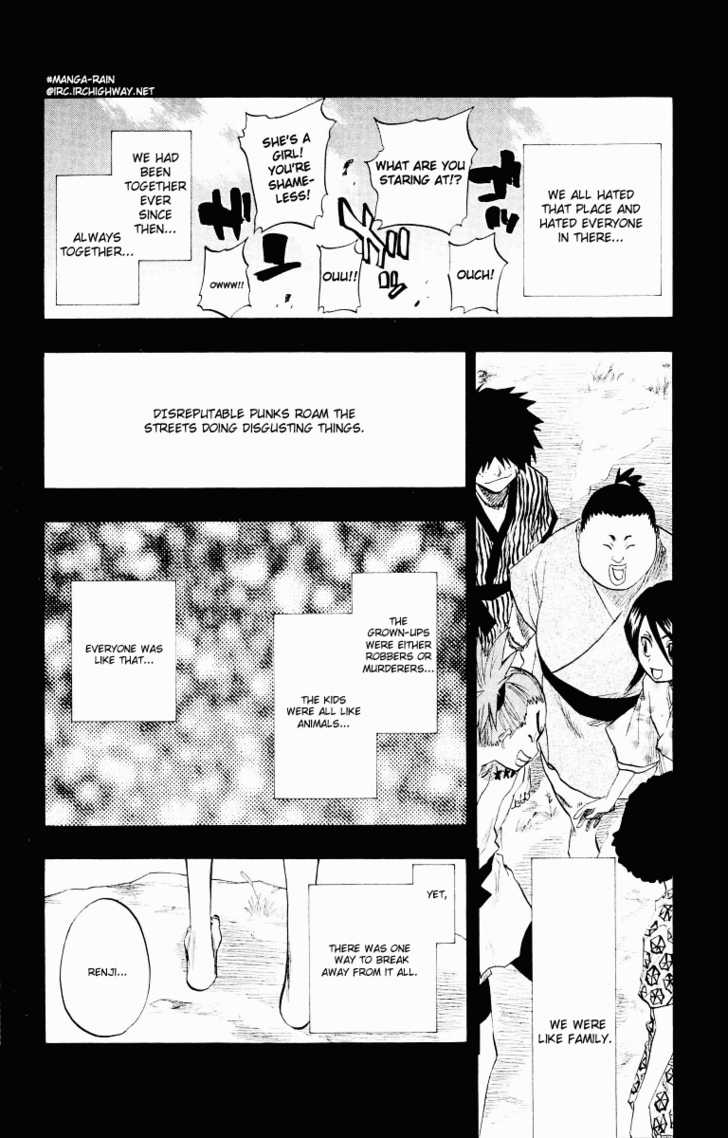 #MANGA-RAIN
@IRC.IRCHIGHWAY.NET
WE ALL HATED
THAT PLACE AND
HATED EVERYONE
IN THERE...
WHAT ARE YOU
STARING AT!?
SHE'S A
GIRL!
YOU'RE
SHAME-
LESS!
OUCH!
OUU!!
OWWW!!
WE HAD
BEEN
TOGETHER
EVER
SINCE
THEN...
ALWAYS
TOGETHER...
WE WERE
LIKE FAMILY.
DISREPUTABLE PUNKS ROAM THE
STREETS DOING DISGUSTING THINGS.
THE
GROWN-UPS
WERE EITHER
ROBBERS OR
MURDERERS...
THE KIDS
WERE ALL LIKE
ANIMALS...
EVERYONE WAS
LIKE THAT...
YET,
THERE WAS ONE
WAY TO BREAK
AWAY FROM IT ALL.
RENJI...